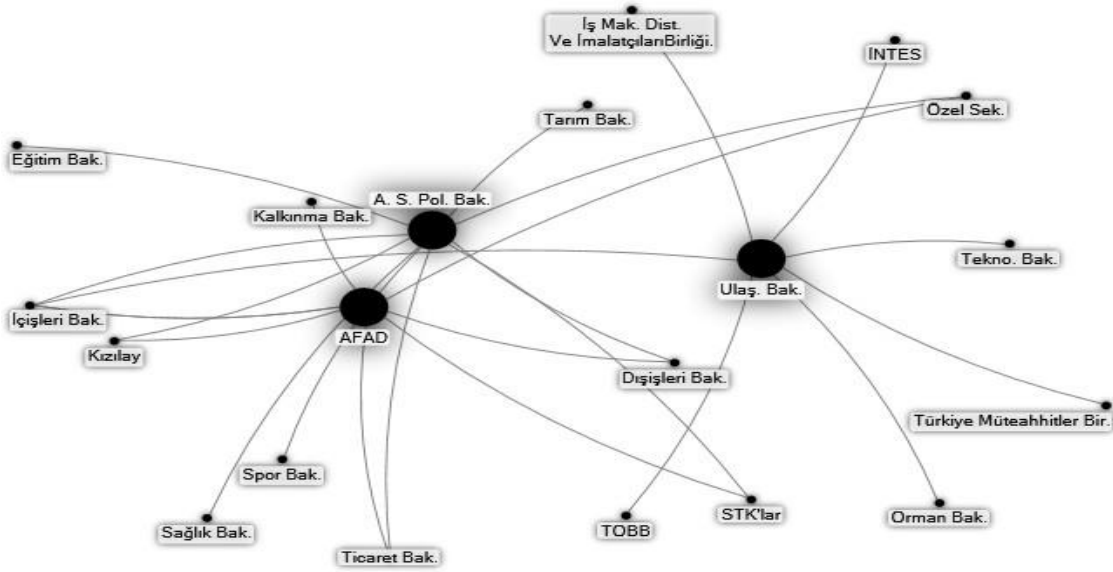 İş Mak. Dist.
Ve İmalatçılarıBirliği.
İNTES
Özel Sek.
Tarım Bak.
Eğitim Bak.
A. S. Pol. Bak.
Kalkınma Bak.
Tekno. Bak.
Ulaş. Bak.
İçişleri Bak.
AFAD
Kızılay
Dışişleri Bak.
Türkiye Müteahhitler Bir.
Spor Bak.
STK'lar
Orman Bak.
TOBB
Sağlık Bak.
Ticaret Bak.